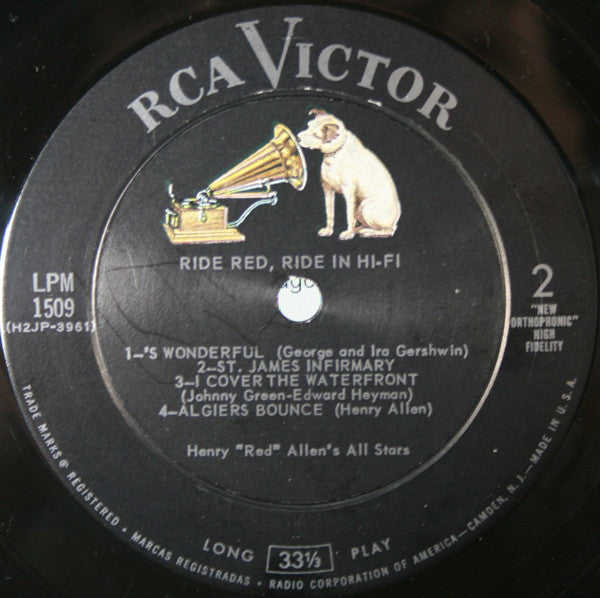 RCA VICTOR
RIDE RED, RIDE IN HI-FI
LPM
1509
(H2JP-3961)
2
"NEW
ORTHOPHONIC"
HIGH
FIDELITY
1–'S WONDERFUL (George and Ira Gershwin)
2–ST. JAMES INFIRMARY
3–I COVER THE WATERFRONT
(Johnny Green-Edward Heyman)
4–ALGIERS BOUNCE (Henry Allen)
Henry "Red" Allen's All Stars
LONG 33⅓ PLAY
TRADE MARKS ® REGISTERED • MARCAS REGISTRADAS • RADIO CORPORATION OF AMERICA—CAMDEN, N. J.—MADE IN U.S.A.